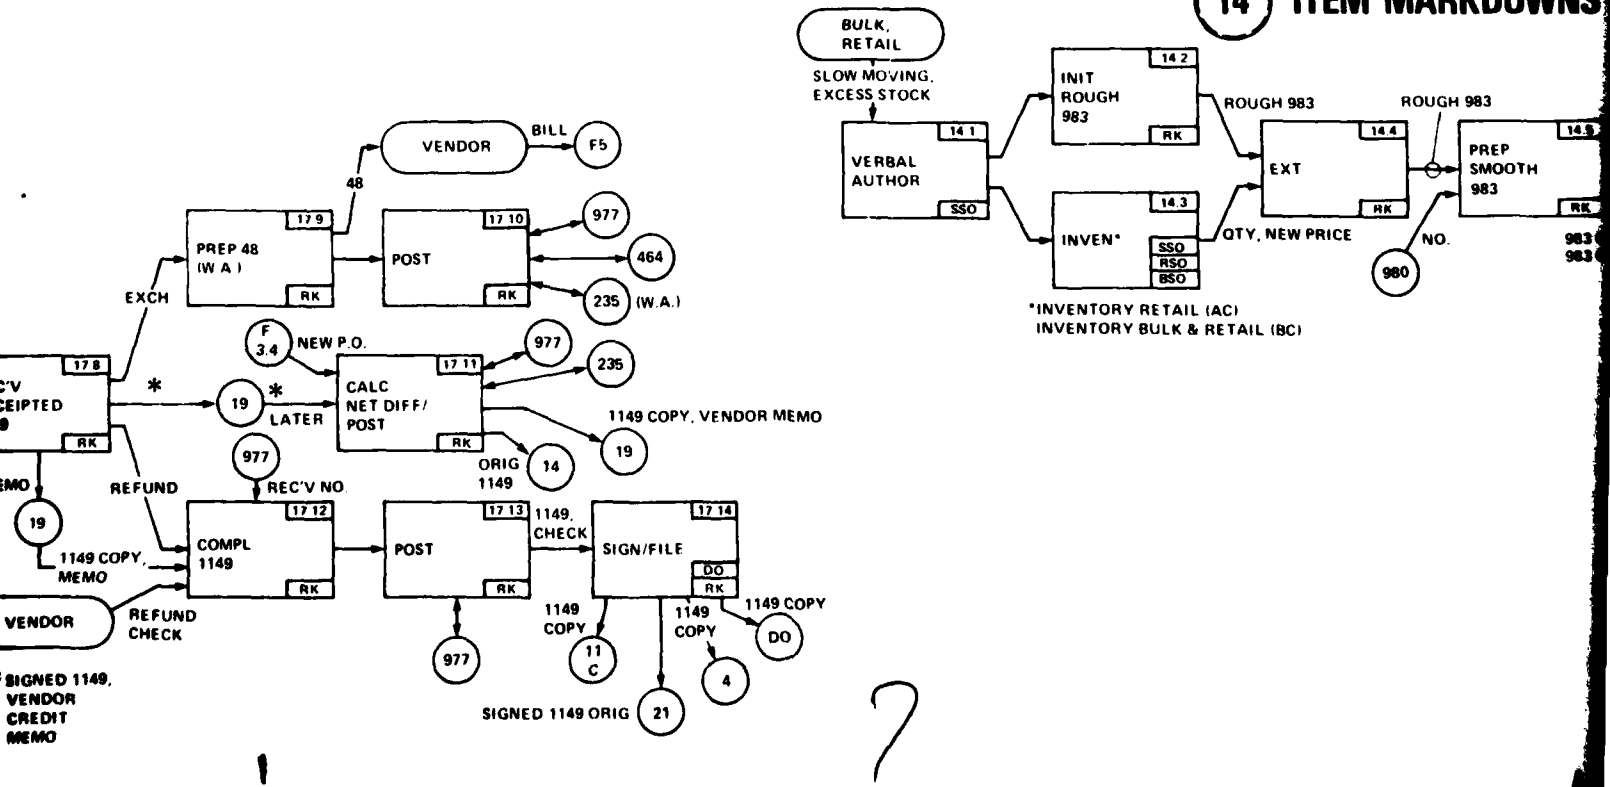 14 ITEM MARKDOWNS
BULK,
RETAIL
SLOW MOVING,
EXCESS STOCK
14 1
VERBAL
AUTHOR
SSO
14 2
INIT
ROUGH
983
RK
ROUGH 983
14.3
INVEN*
SSO
RSO
BSO
QTY, NEW PRICE
14.4
EXT
RK
ROUGH 983
14.5
PREP
SMOOTH
983
RK
NO.
980
983
983
*INVENTORY RETAIL (AC)
INVENTORY BULK & RETAIL (BC)
VENDOR
BILL
F5
48
17 9
PREP 48
(W A )
RK
EXCH
17 10
POST
RK
977
464
235 (W.A.)
F
3.4
NEW P.O.
17 8
C'V
CEIPTED
9
RK
*
19
*
LATER
17 11
CALC
NET DIFF/
POST
RK
977
235
1149 COPY, VENDOR MEMO
19
ORIG
1149
14
EMO
19
REFUND
977
REC'V NO.
1149 COPY,
MEMO
17 12
COMPL
1149
RK
VENDOR
REFUND
CHECK
17 13
POST
RK
977
1149,
CHECK
17 14
SIGN/FILE
DO
RK
1149
COPY
11
C
SIGNED 1149 ORIG
21
1149
COPY
4
1149 COPY
DO
* SIGNED 1149,
VENDOR
CREDIT
MEMO
?